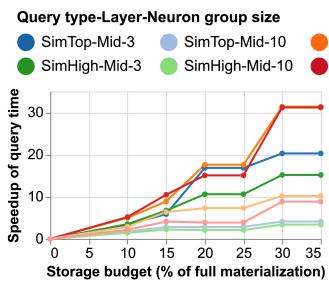 Query type-Layer-Neuron group size
SimTop-Mid-3 SimTop-Mid-10
SimHigh-Mid-3 SimHigh-Mid-10
Speedup of query time
30
20
10
0
0 5 10 15 20 25 30 35
Storage budget (% of full materialization)